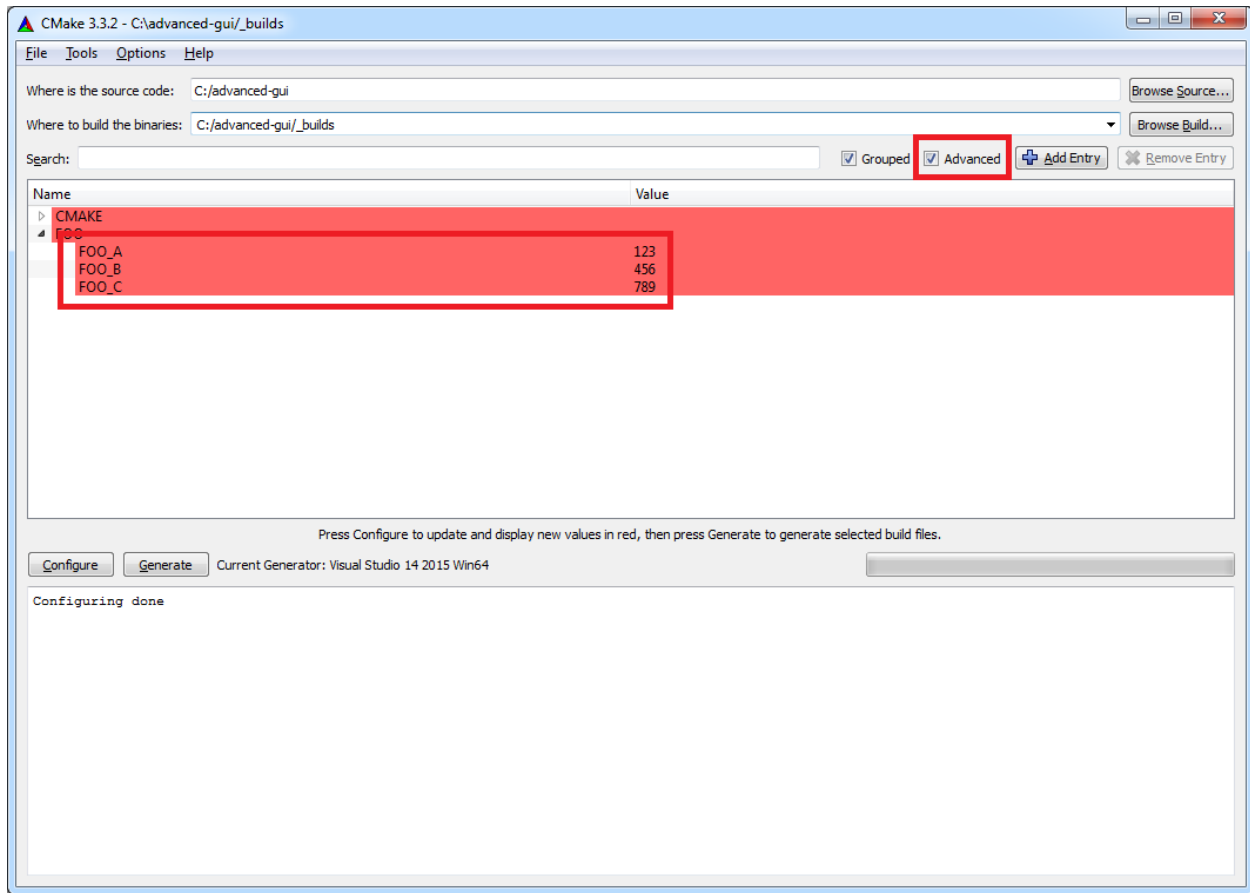 CMake 3.3.2 - C:\advanced-gui/_builds
File Tools Options Help
Where is the source code: C:/advanced-gui Browse Source...
Where to build the binaries: C:/advanced-gui/_builds Browse Build...
Search: Grouped Advanced Add Entry Remove Entry
Name Value
CMAKE
FOO
FOO_A 123
FOO_B 456
FOO_C 789
Press Configure to update and display new values in red, then press Generate to generate selected build files.
Configure Generate Current Generator: Visual Studio 14 2015 Win64
Configuring done